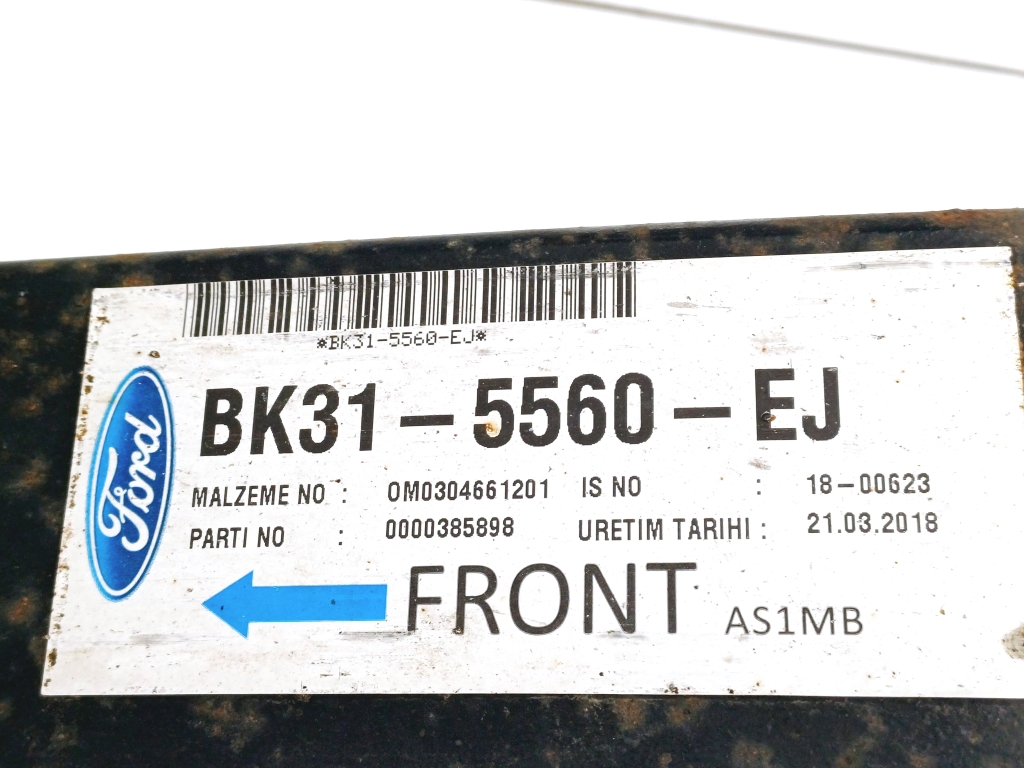 *BK31-5560-EJ*
BK31-5560-EJ
Ford
MALZEME NO : 0M0304661201 IS NO : 18-00623
PARTI NO : 0000385898 URETIM TARIHI : 21.03.2018
FRONT AS1MB